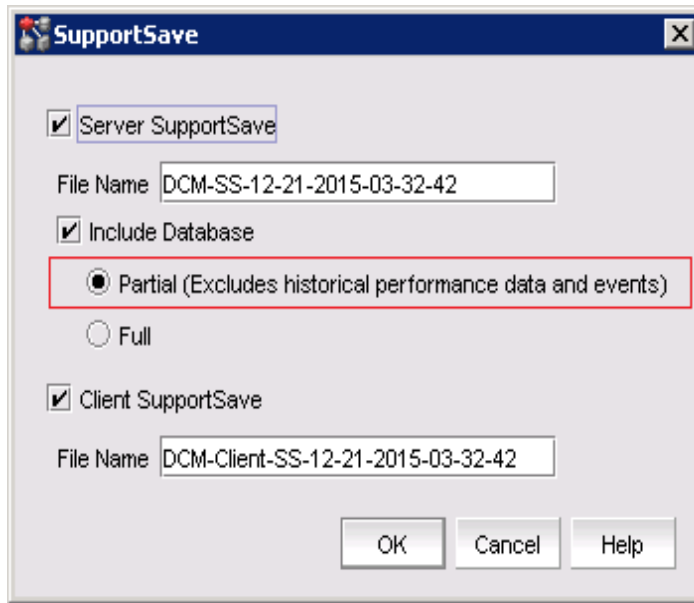 SupportSave
Server SupportSave
File Name DCM-SS-12-21-2015-03-32-42
Include Database
Partial (Excludes historical performance data and events)
Full
Client SupportSave
File Name DCM-Client-SS-12-21-2015-03-32-42
OK Cancel Help